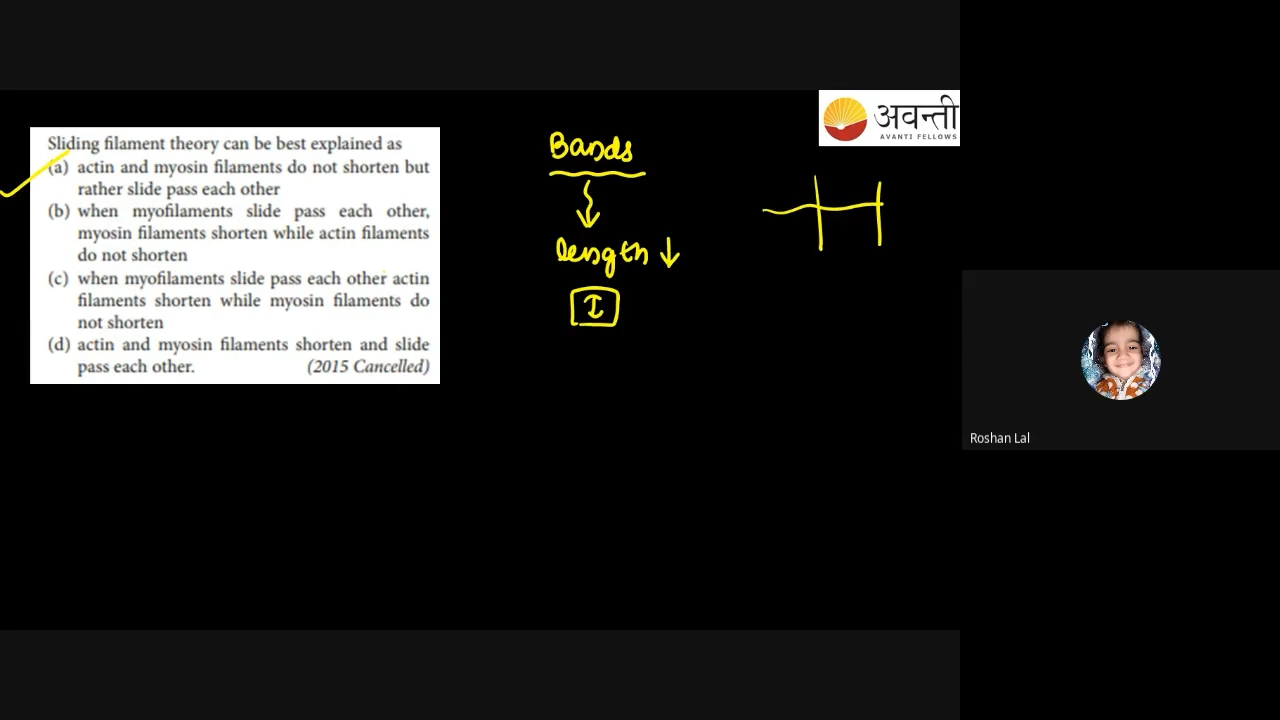 अवन्ती
AVANTI FELLOWS
Sliding filament theory can be best explained as
(a) actin and myosin filaments do not shorten but
rather slide pass each other
(b) when myofilaments slide pass each other,
myosin filaments shorten while actin filaments
do not shorten
(c) when myofilaments slide pass each other actin
filaments shorten while myosin filaments do
not shorten
(d) actin and myosin filaments shorten and slide
pass each other. (2015 Cancelled)
Bands
length ↓
I
Roshan Lal